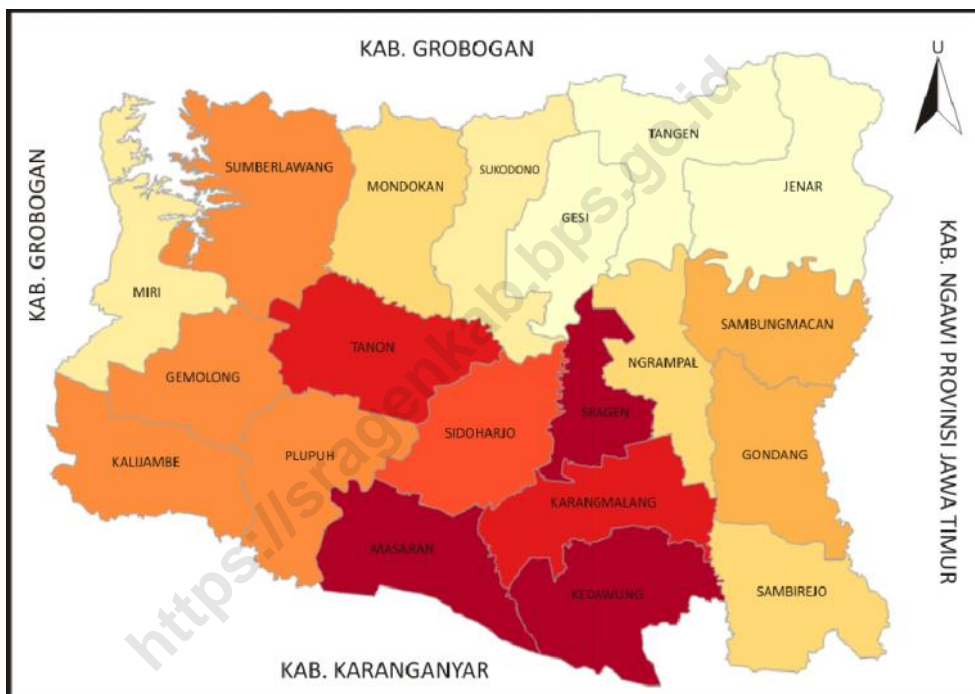 KAB. GROBOGAN
U
TANGEN
SUMBERLAWANG
SUKODONO
MONDOKAN
JENAR
GESI
KAB. GROBOGAN
MIRI
KAB. NGAWI PROVINSI JAWA TIMUR
SAMBUNGMACAN
TANON
NGRAMPAL
GEMOLONG
SRAGEN
SIDOHARJO
PLUPUH
GONDANG
KALIJAMBE
KARANGMALANG
MASARAN
KEDAWUNG
SAMBIREJO
KAB. KARANGANYAR
https://sragenkab.bps.go.id